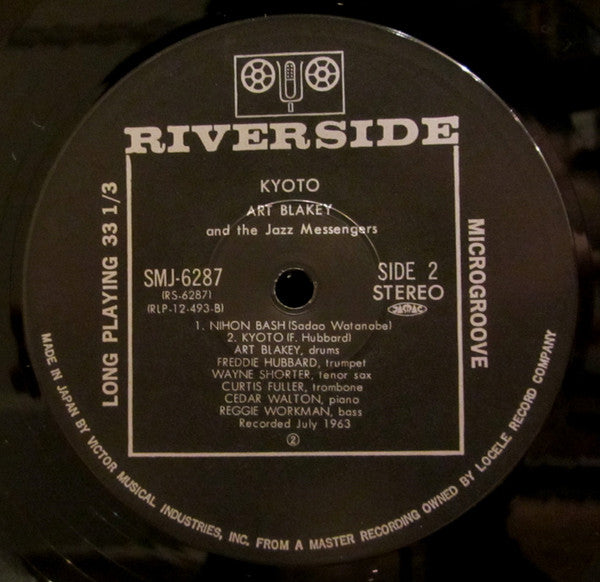 RIVERSIDE
KYOTO
ART BLAKEY
and the Jazz Messengers
LONG PLAYING 33 1/3
MICROGROOVE
SMJ-6287
(RS-6287)
(RLP-12-493-B)
SIDE 2
STEREO
JASRAC
1. NIHON BASH (Sadao Watanabe)
2. KYOTO (F. Hubbard)
ART BLAKEY, drums
FREDDIE HUBBARD, trumpet
WAYNE SHORTER, tenor sax
CURTIS FULLER, trombone
CEDAR WALTON, piano
REGGIE WORKMAN, bass
Recorded July 1963
②
MADE IN JAPAN BY VICTOR MUSICAL INDUSTRIES, INC. FROM A MASTER RECORDING OWNED BY LOCELE RECORD COMPANY